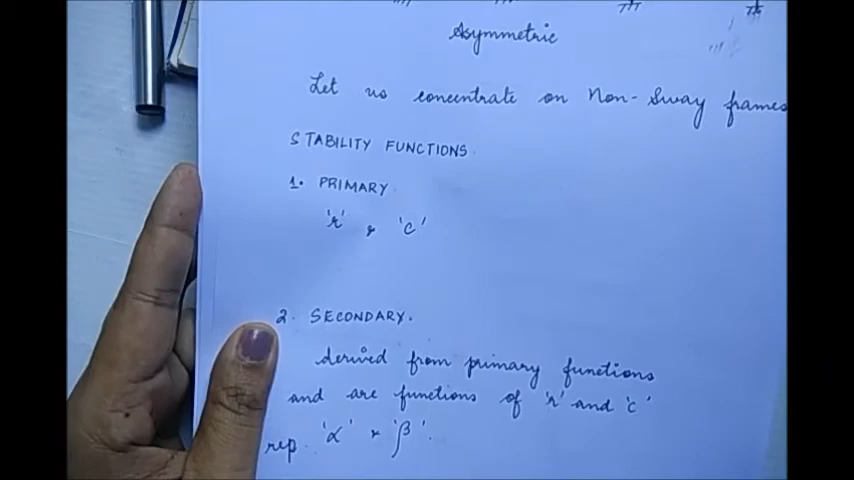 Asymmetric
Let us concentrate on Non-Sway frames
STABILITY FUNCTIONS.
1. PRIMARY.
'r' & 'c'
2. SECONDARY.
derived from primary functions
and are functions of 'r' and 'c'
rep. 'α' & 'β'.